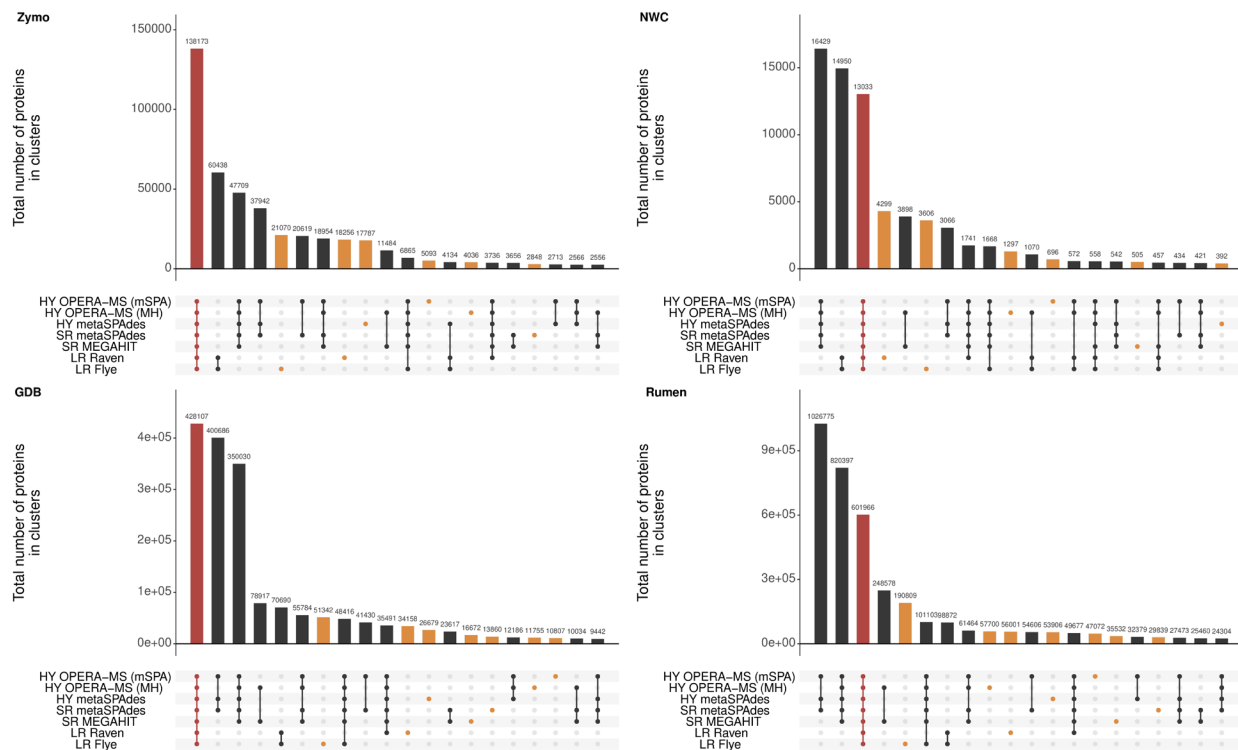 Zymo
Total number of proteins
in clusters
150000
100000
50000
0
138173
60438
47709
37942
21070
20619
18954
18256
17787
11484
6865
5093
4134
4036
3736
3656
2848
2713
2566
2556
HY OPERA-MS (mSPA)
HY OPERA-MS (MH)
HY metaSPAdes
SR metaSPAdes
SR MEGAHIT
LR Raven
LR Flye
NWC
Total number of proteins
in clusters
15000
10000
5000
0
16429
14950
13033
4299
3898
3606
3066
1741
1668
1297
1070
696
572
558
542
505
457
434
421
392
HY OPERA-MS (mSPA)
HY OPERA-MS (MH)
HY metaSPAdes
SR metaSPAdes
SR MEGAHIT
LR Raven
LR Flye
GDB
Total number of proteins
in clusters
4e+05
3e+05
2e+05
1e+05
0e+00
428107
400686
350030
78917
70690
55784
51342
48416
41430
35491
34158
26679
23617
16672
13860
12186
11755
10807
10034
9442
HY OPERA-MS (mSPA)
HY OPERA-MS (MH)
HY metaSPAdes
SR metaSPAdes
SR MEGAHIT
LR Raven
LR Flye
Rumen
Total number of proteins
in clusters
9e+05
6e+05
3e+05
0e+00
1026775
820397
601966
248578
190809
101103
98872
61464
57700
56001
54606
53906
49677
47072
35532
32379
29839
27473
25460
24304
HY OPERA-MS (mSPA)
HY OPERA-MS (MH)
HY metaSPAdes
SR metaSPAdes
SR MEGAHIT
LR Raven
LR Flye